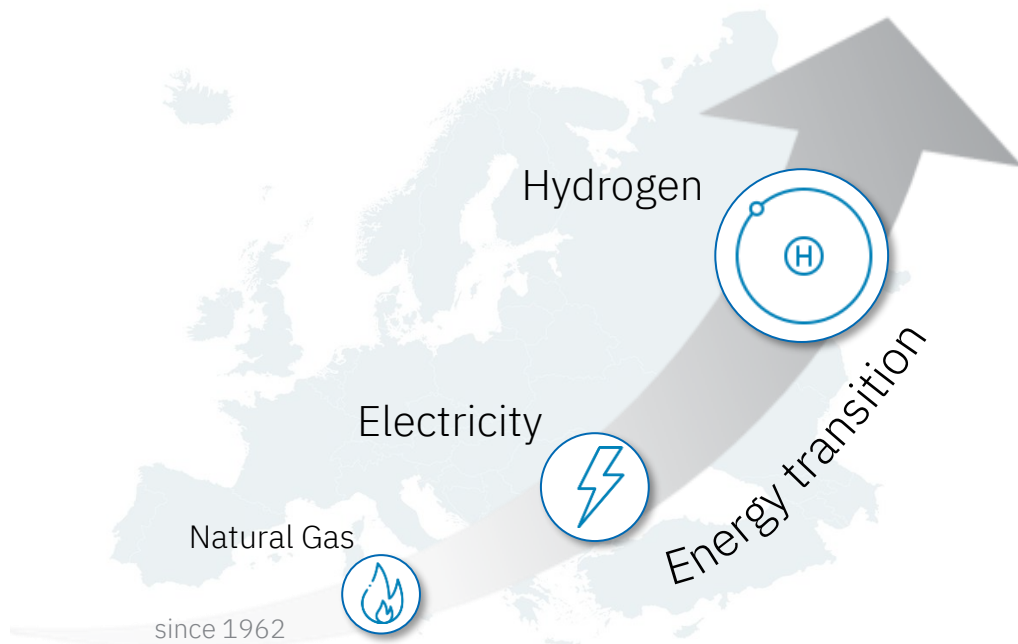 Hydrogen
H
Electricity
Energy transition
Natural Gas
since 1962